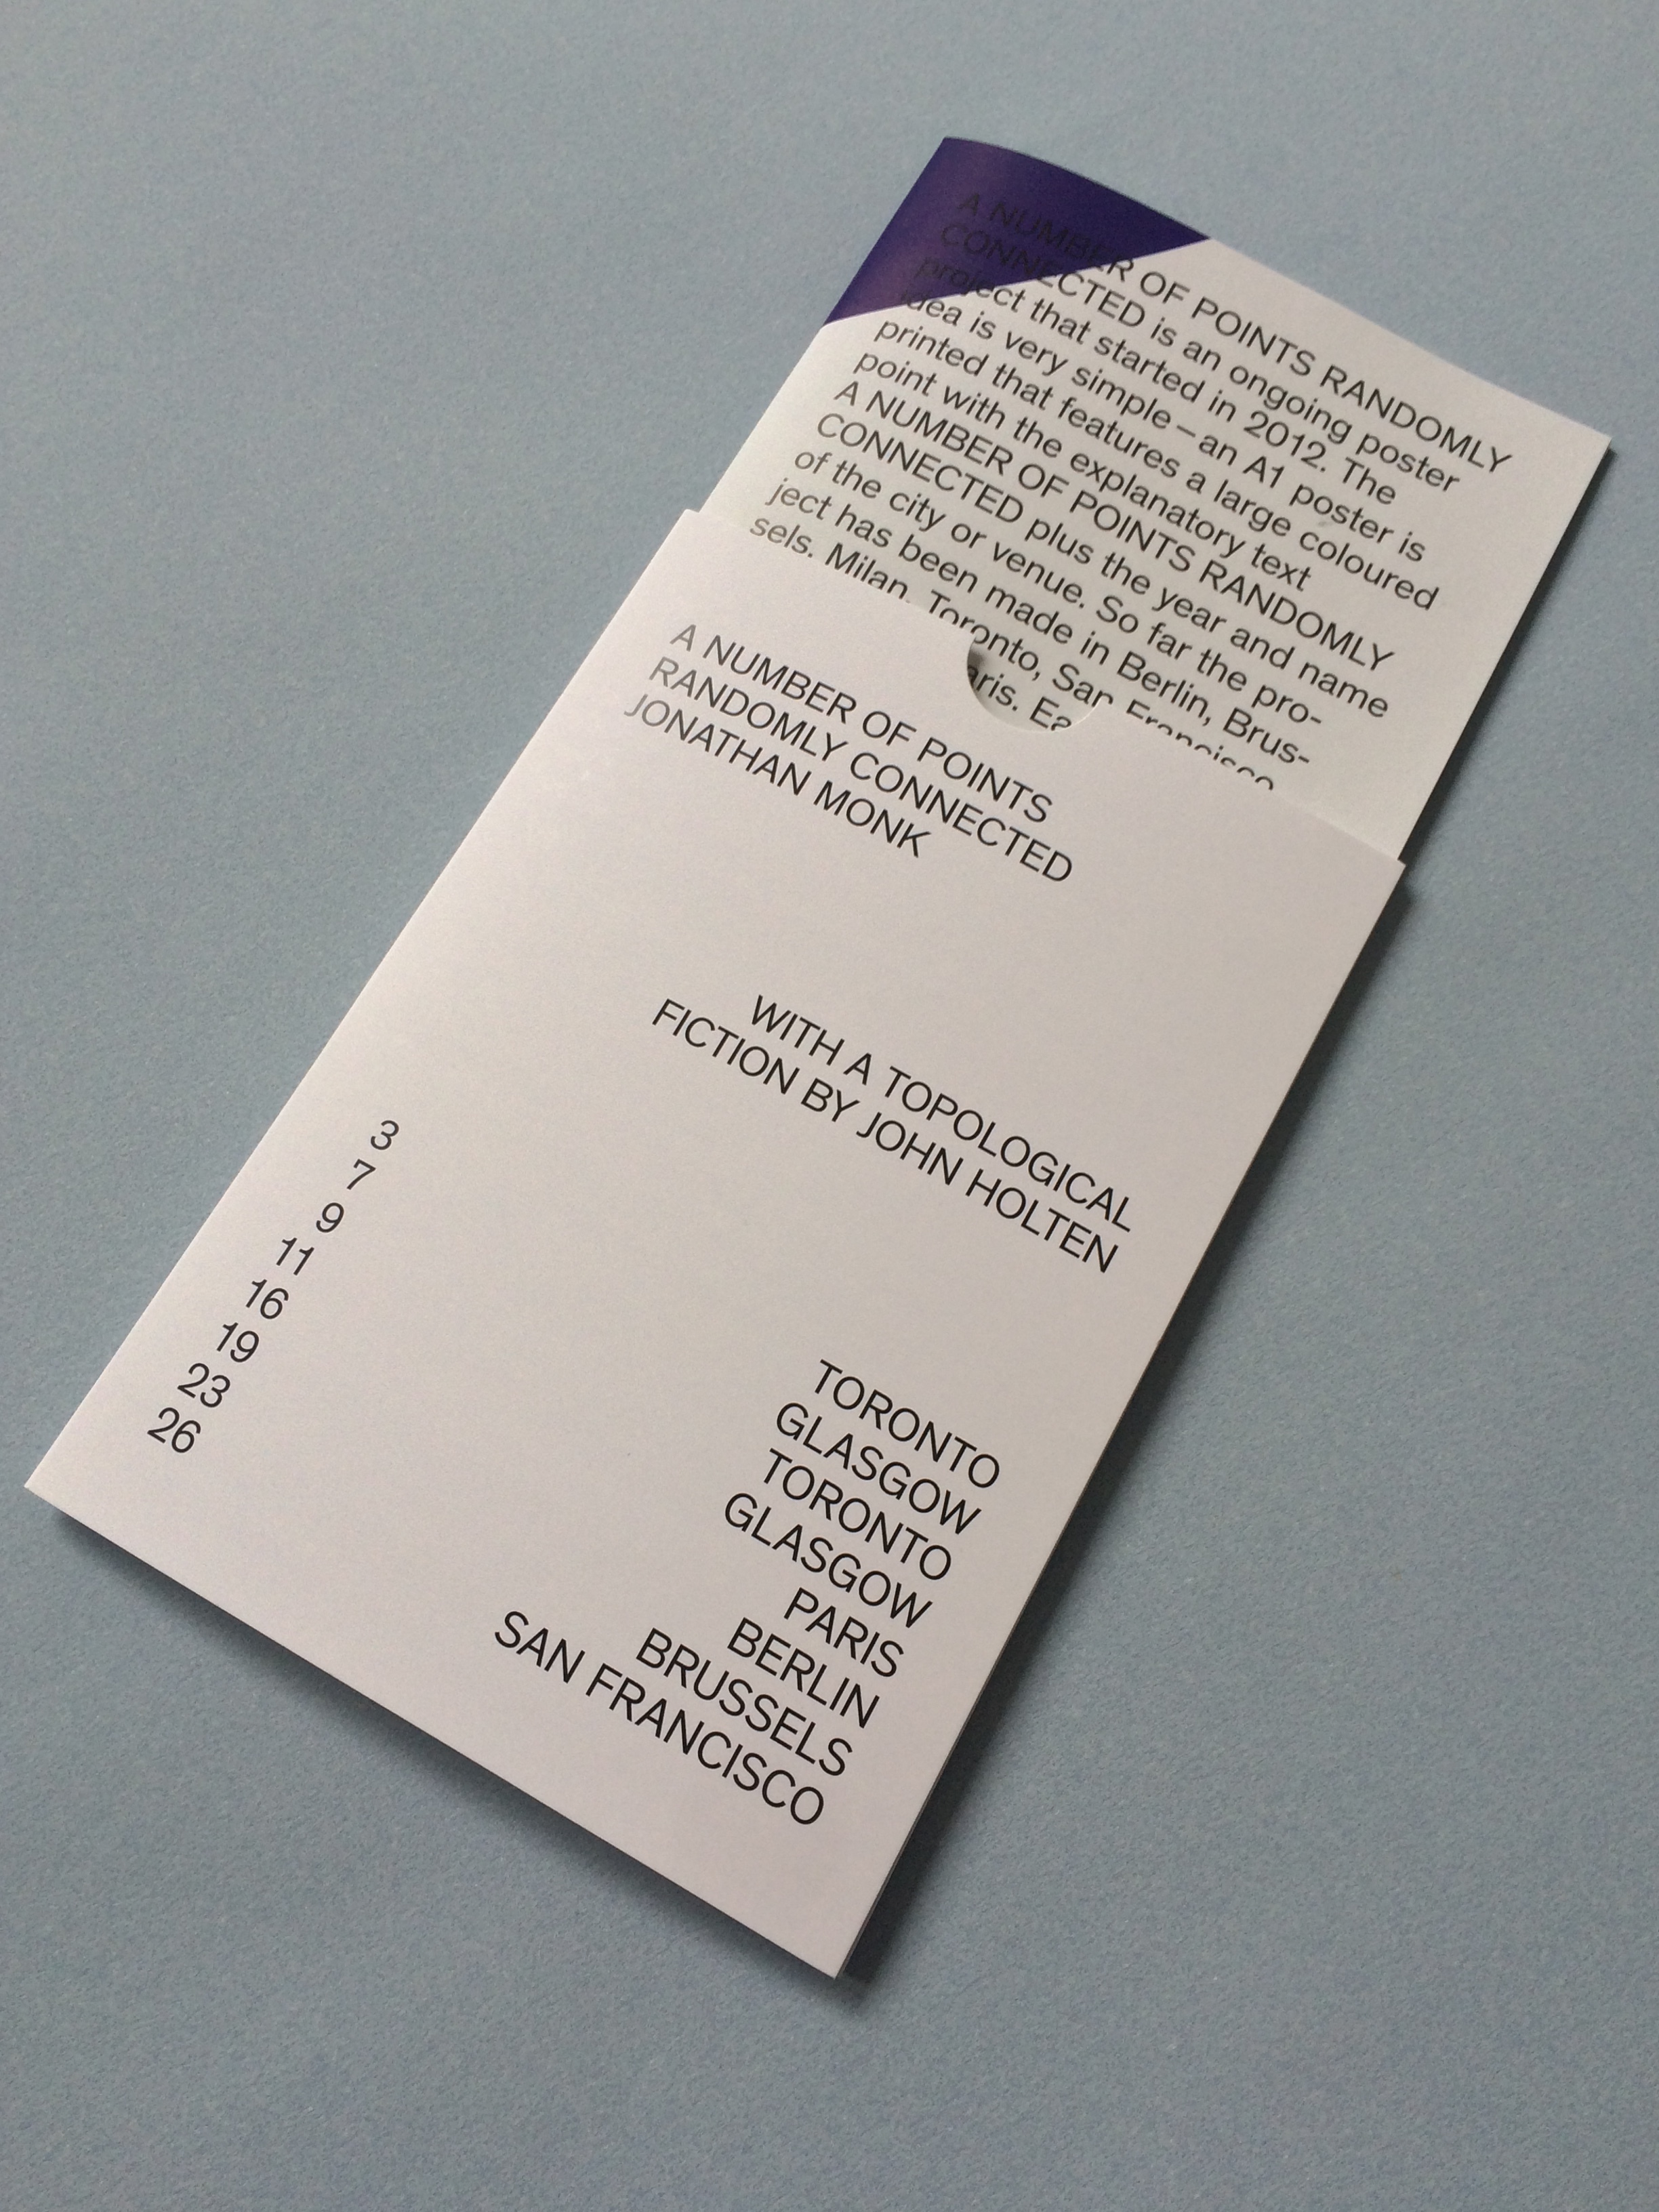 A NUMBER OF POINTS RANDOMLY
CONNECTED is an ongoing poster
project that started in 2012. The
idea is very simple – an A1 poster is
printed that features a large coloured
point with the explanatory text
A NUMBER OF POINTS RANDOMLY
CONNECTED plus the year and name
of the city or venue. So far the pro-
ject has been made in Berlin, Brus-
sels. Milan, Toronto, San Francisco
aris. Ea
A NUMBER OF POINTS
RANDOMLY CONNECTED
JONATHAN MONK
WITH A TOPOLOGICAL
FICTION BY JOHN HOLTEN
3 TORONTO
7 GLASGOW
9 TORONTO
11 GLASGOW
16 PARIS
19 BERLIN
23 BRUSSELS
26 SAN FRANCISCO